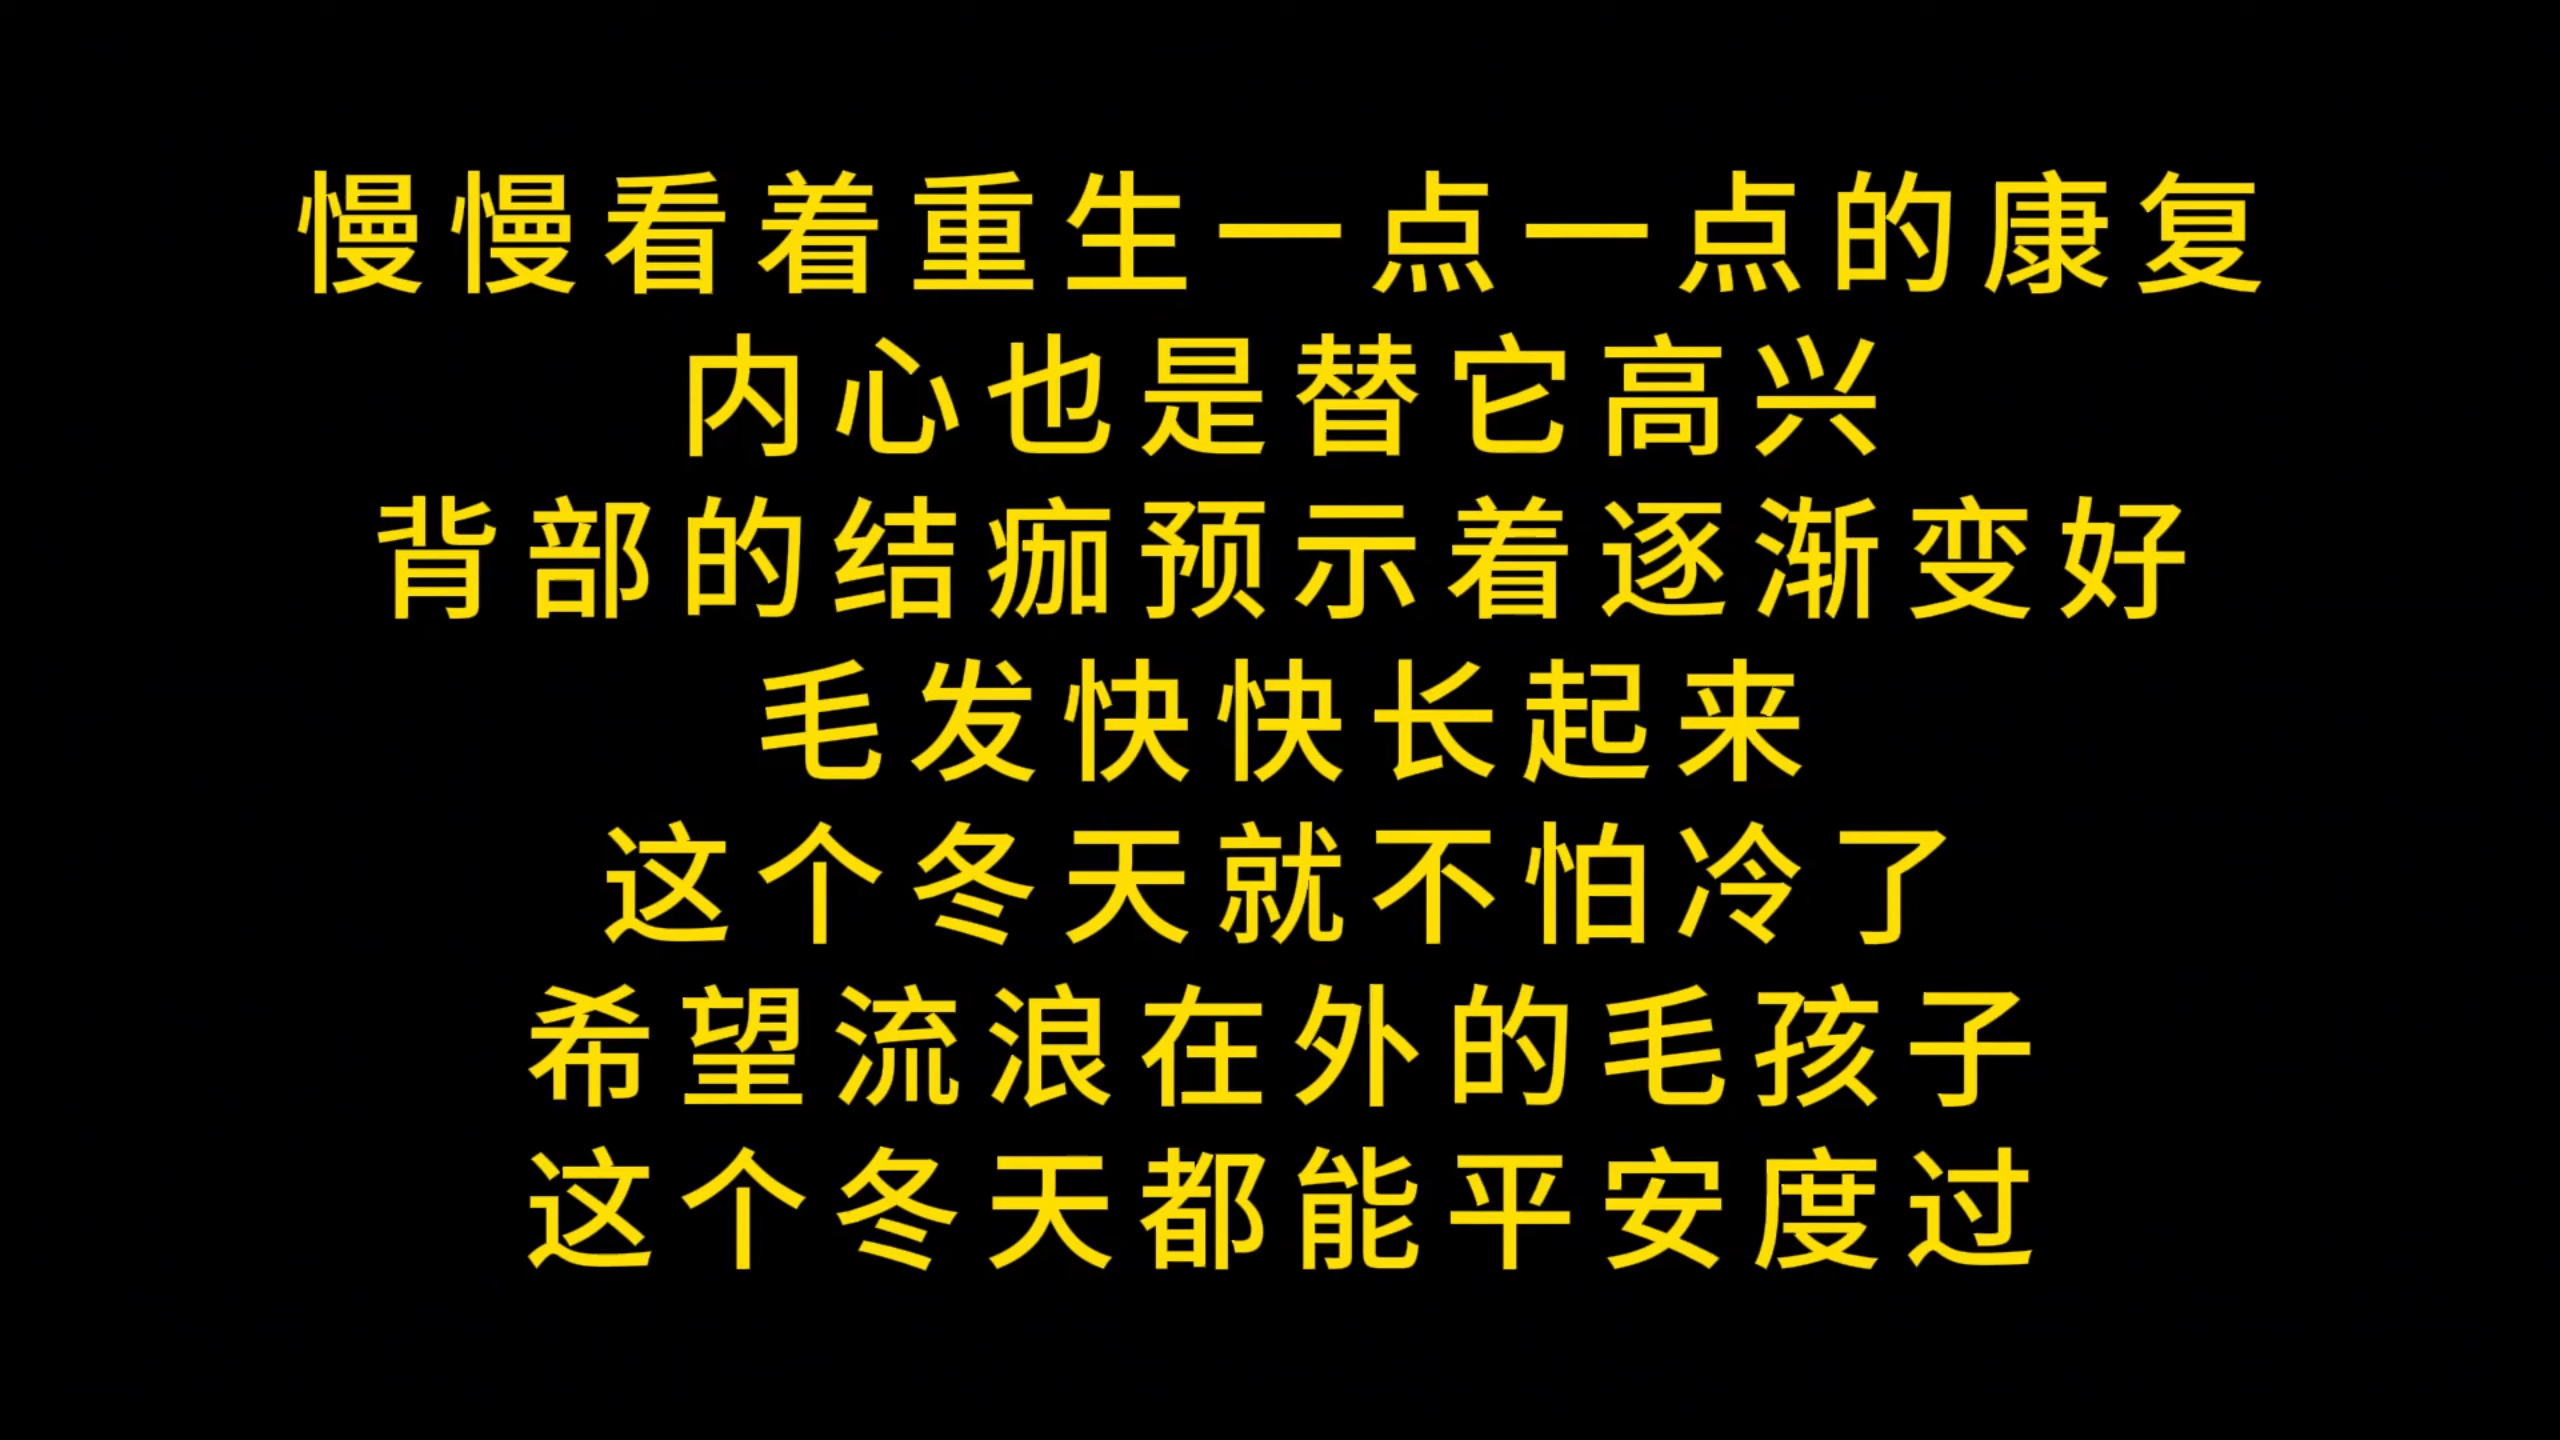 慢慢看着重生一点一点的康复
内心也是替它高兴
背部的结痂预示着逐渐变好
毛发快快长起来
这个冬天就不怕冷了
希望流浪在外的毛孩子
这个冬天都能平安度过